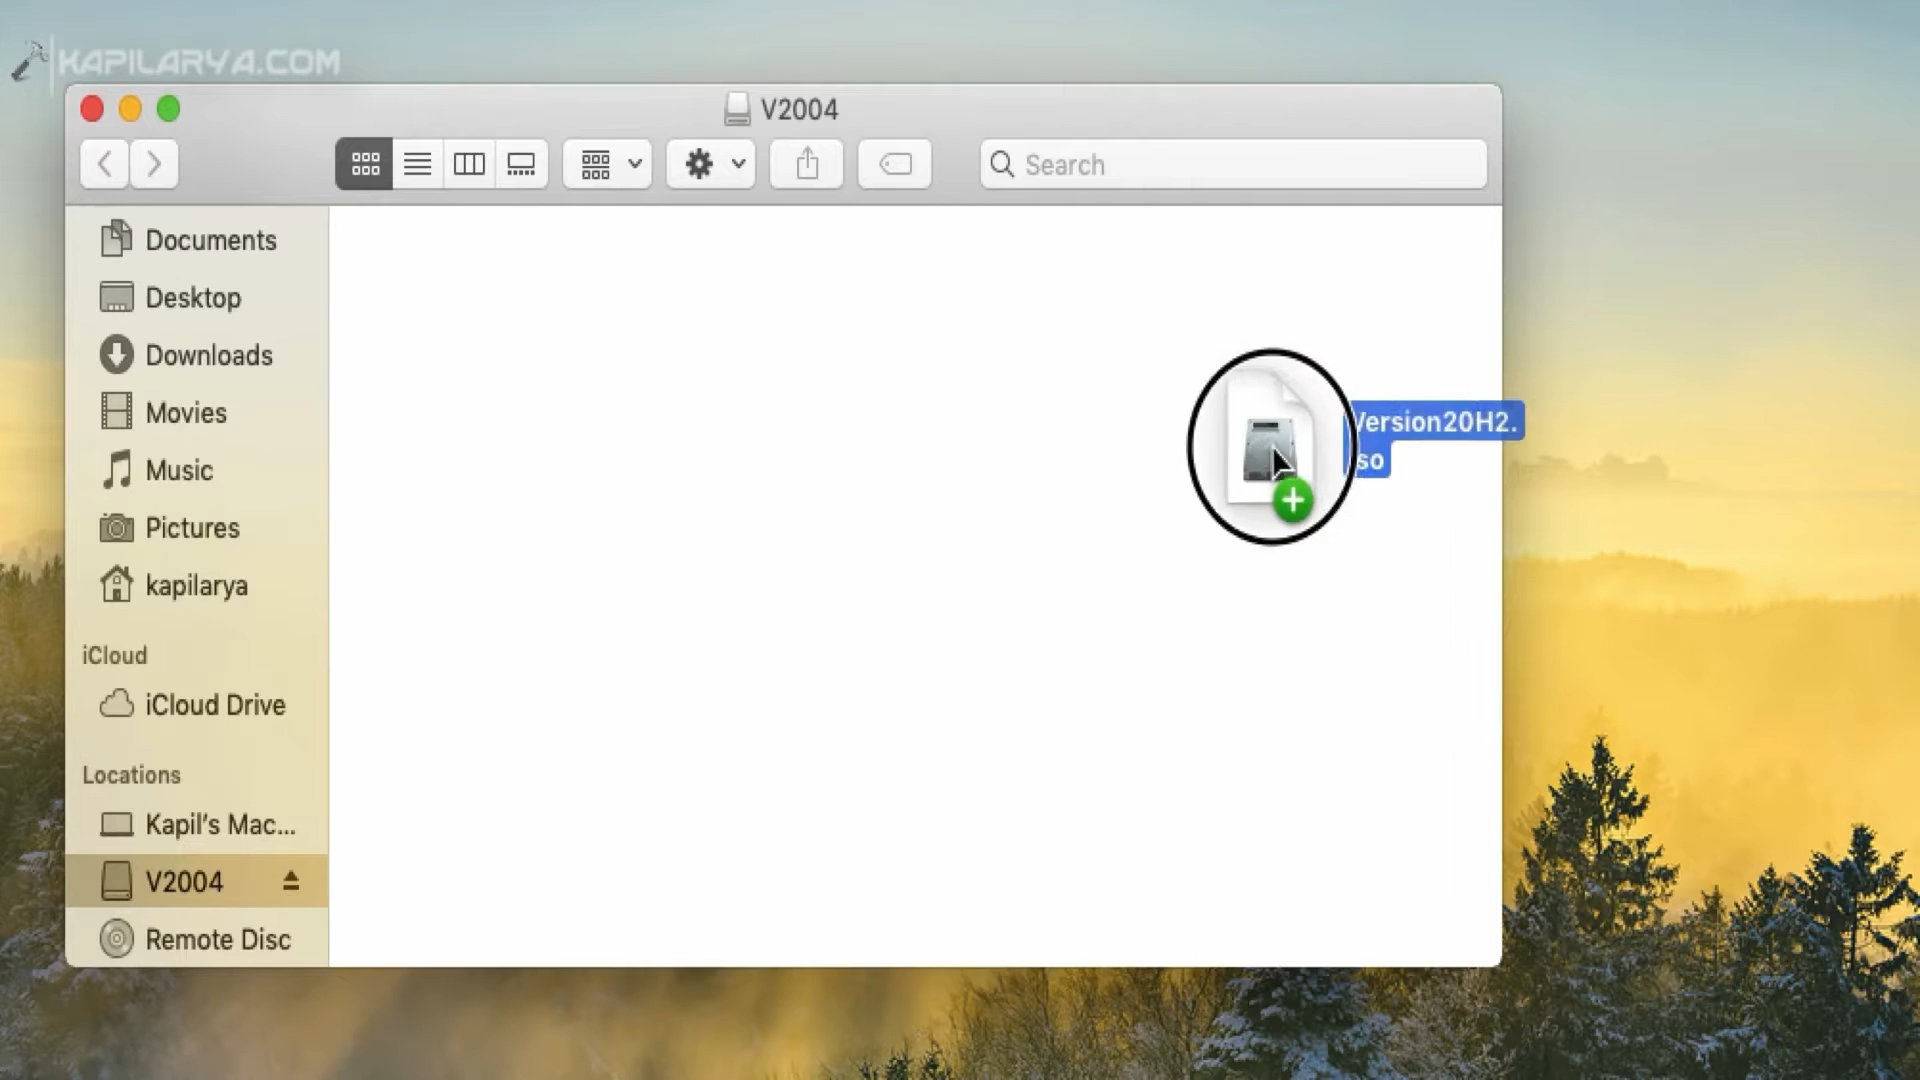 KAPILARYA.COM
V2004
Search
Documents
Desktop
Downloads
Movies
Music
Pictures
kapilarya
iCloud
iCloud Drive
Locations
Kapil's Mac...
V2004
Remote Disc
Version20H2.
so